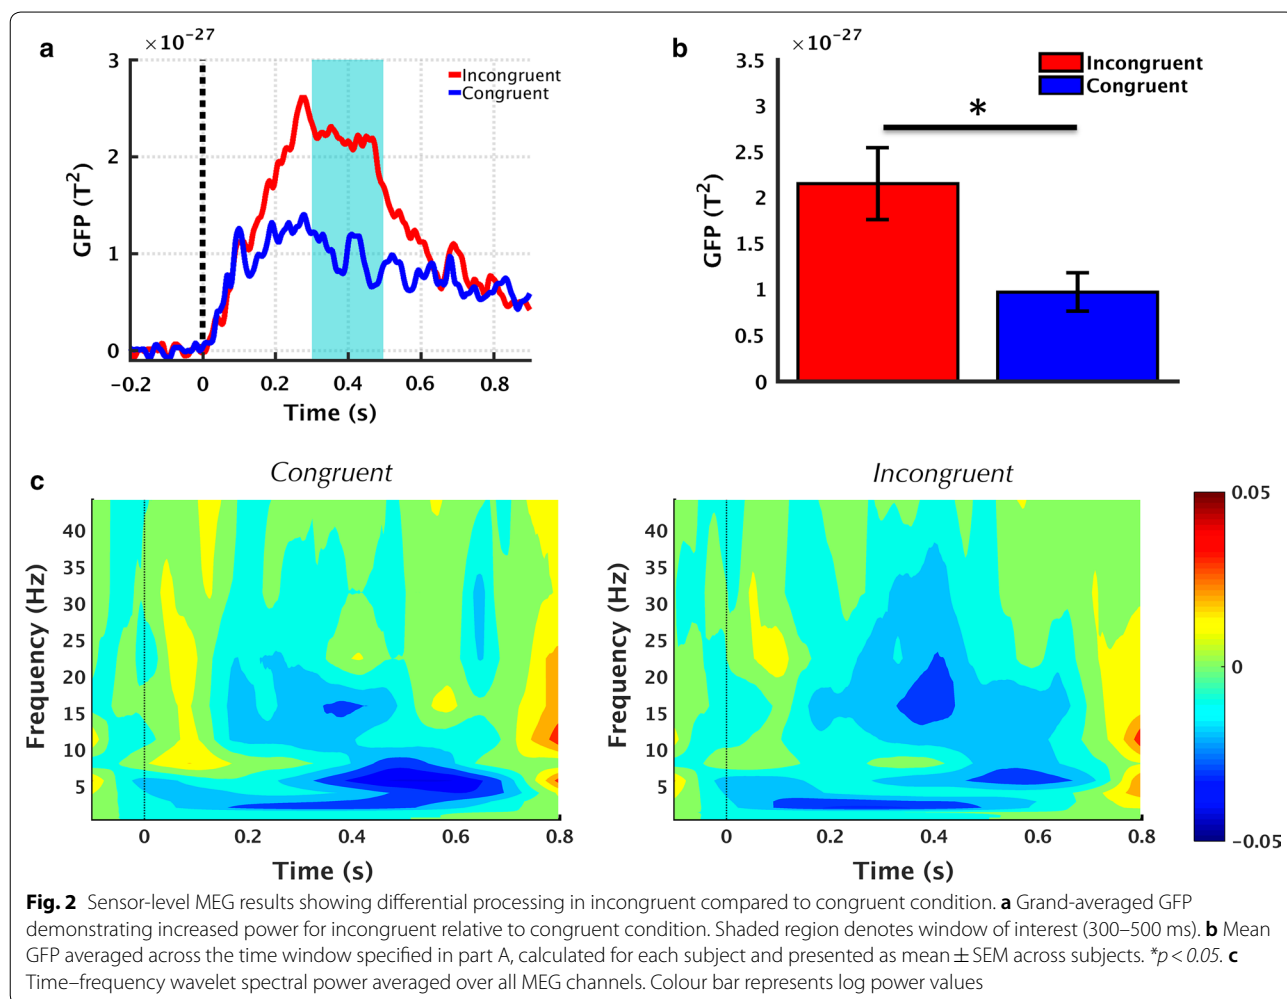 a
×10^-27
3
2
1
0
GFP (T^2)
Incongruent
Congruent
−0.2 0 0.2 0.4 0.6 0.8
Time (s)
b
×10^-27
3.5
3
2.5
2
1.5
1
0.5
0
GFP (T^2)
Incongruent
Congruent
*
c
Congruent
40
35
30
25
20
15
10
5
Frequency (Hz)
0 0.2 0.4 0.6 0.8
Time (s)
Incongruent
40
35
30
25
20
15
10
5
Frequency (Hz)
0 0.2 0.4 0.6 0.8
Time (s)
0.05
0
−0.05
Fig. 2 Sensor-level MEG results showing differential processing in incongruent compared to congruent condition. a Grand-averaged GFP
demonstrating increased power for incongruent relative to congruent condition. Shaded region denotes window of interest (300–500 ms). b Mean
GFP averaged across the time window specified in part A, calculated for each subject and presented as mean ± SEM across subjects. *p < 0.05. c
Time–frequency wavelet spectral power averaged over all MEG channels. Colour bar represents log power values